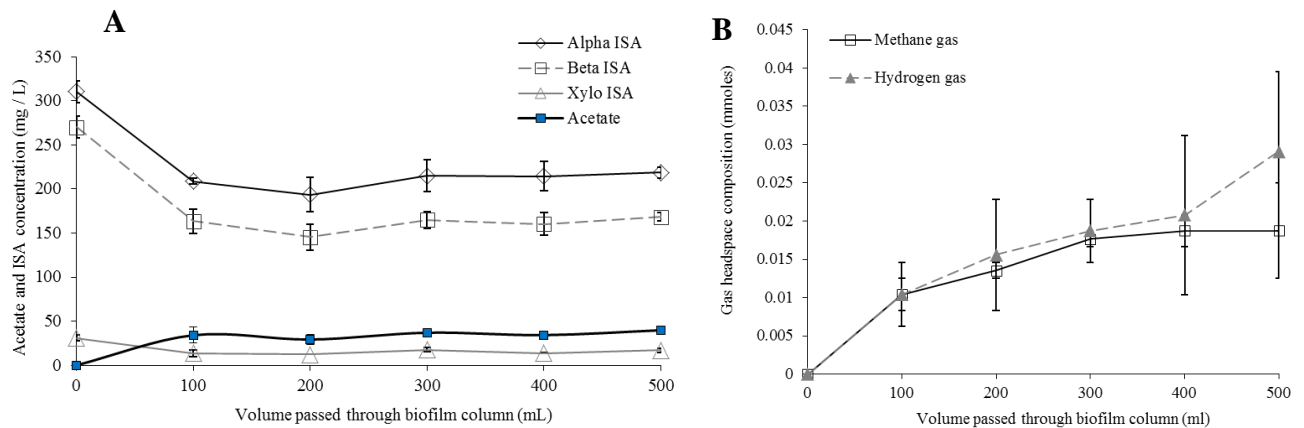 A
Alpha ISA
Beta ISA
Xylo ISA
Acetate
Acetate and ISA concentration (mg / L)
350
300
250
200
150
100
50
0
0 100 200 300 400 500
Volume passed through biofilm column (mL)
B
Methane gas
Hydrogen gas
Gas headspace composition (mmoles)
0.045
0.04
0.035
0.03
0.025
0.02
0.015
0.01
0.005
0
0 100 200 300 400 500
Volume passed through biofilm column (ml)